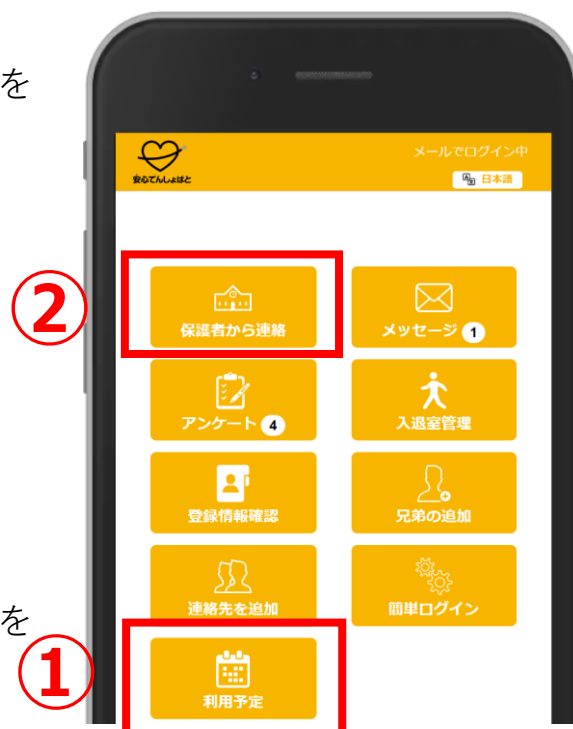 を
メールでログイン中
安心でんしょばと
日本語
②
保護者から連絡
メッセージ 1
アンケート 4
入退室管理
登録情報確認
兄弟の追加
連絡先を追加
簡単ログイン
を
①
利用予定